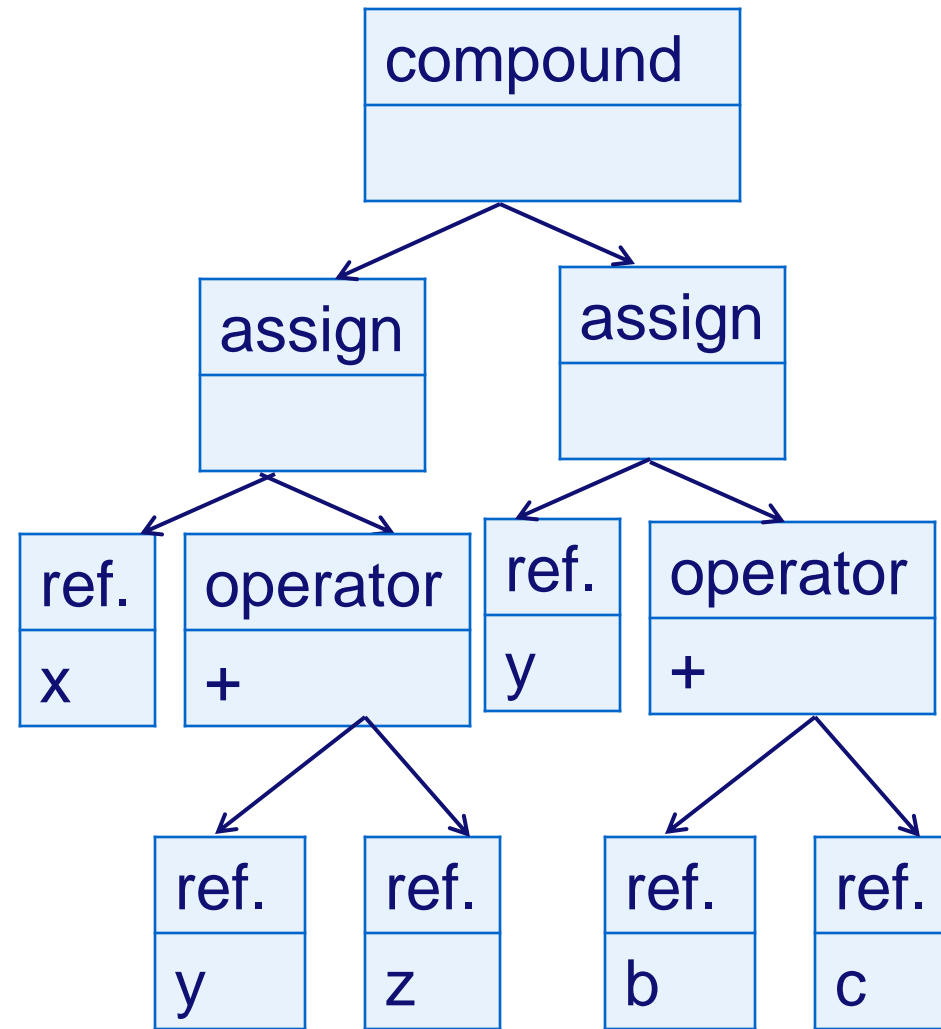 compound
assign
assign
ref.
x
operator
+
ref.
y
operator
+
ref.
y
ref.
z
ref.
b
ref.
c